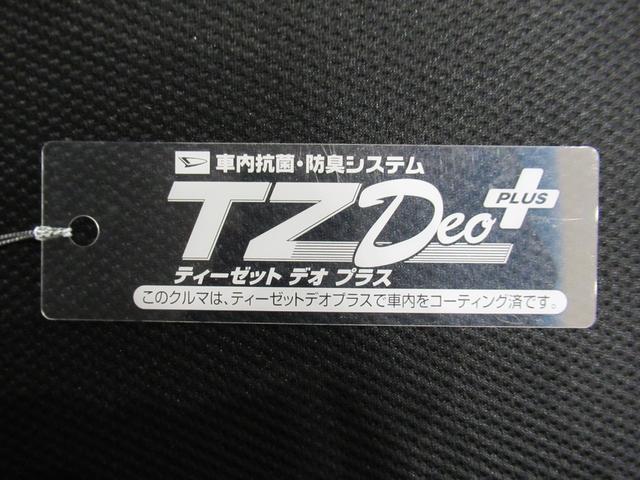 車内抗菌・防臭システム
TZ Deo PLUS
ティーゼット デオ プラス
このクルマは、ティーゼットデオプラスで車内をコーティング済です。